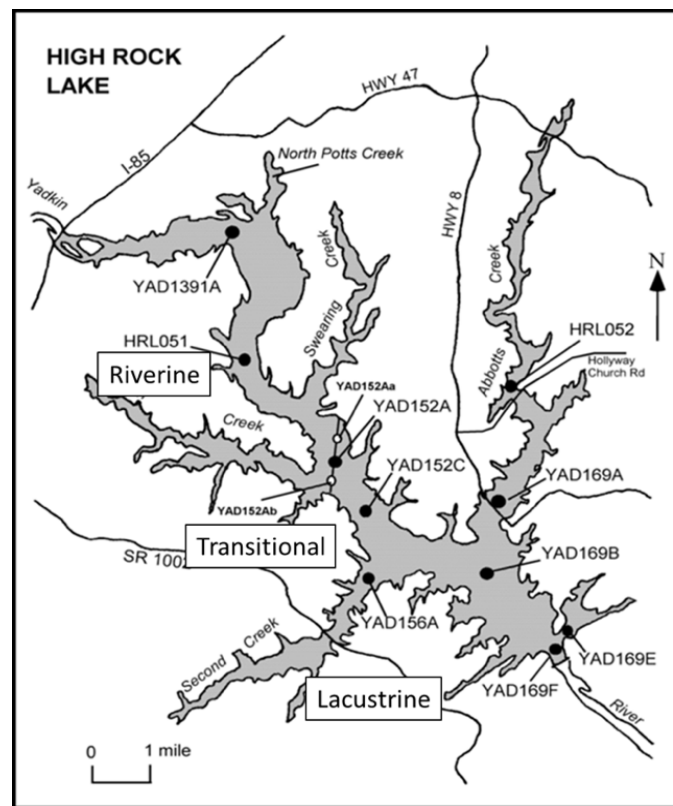 HIGH ROCK
LAKE
HWY 47
I-85
North Potts Creek
Yadkin
HWY 8
Creek
Swearing
Creek
Abbotts
N
YAD1391A
HRL051
Riverine
HRL052
Hollyway
Church Rd
YAD152Aa
YAD152A
Creek
YAD152C
YAD169A
YAD152Ab
Transitional
SR 1002
YAD169B
YAD156A
Second Creek
YAD169E
YAD169F
Lacustrine
River
0 1 mile